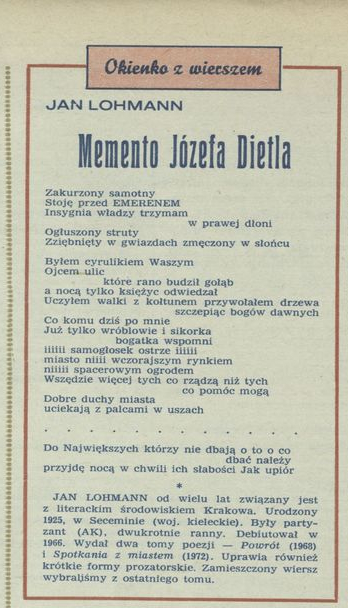 Okienko z wierszem
JAN LOHMANN
Memento Józefa Dietla
Zakurzony samotny
Stoję przed EMERENEM
Insygnia władzy trzymam
w prawej dłoni
Ogłuszony struty
Zziębnięty w gwiazdach zmęczony w słońcu
Byłem cyrulikiem Waszym
Ojcem ulic
które rano budził gołąb
a nocą tylko księżyc odwiedzał
Uczyłem walki z kołtunem przywołałem drzewa
szczepiąc bogów dawnych
Co komu dziś po mnie
Już tylko wróblowie i sikorka
bogatka wspomni
iiiiii samogłosek ostrze iiiiii
miasto niiii wczorajszym rynkiem
niiiii spacerowym ogrodem
Wszędzie więcej tych co rządzą niż tych
co pomóc mogą
Dobre duchy miasta
uciekają z palcami w uszach
. . . . . . . . . . . . . . .
Do Największych którzy nie dbają o to o co
dbać należy
przyjdę nocą w chwili ich słabości Jak upiór
*
JAN LOHMANN od wielu lat związany jest
z literackim środowiskiem Krakowa. Urodzony
1925, w Seceminie (woj. kieleckie). Były party-
zant (AK), dwukrotnie ranny. Debiutował w
1966. Wydał dwa tomy poezji — Powrót (1968)
i Spotkania z miastem (1972). Uprawia również
krótkie formy prozatorskie. Zamieszczony wiersz
wybraliśmy z ostatniego tomu.